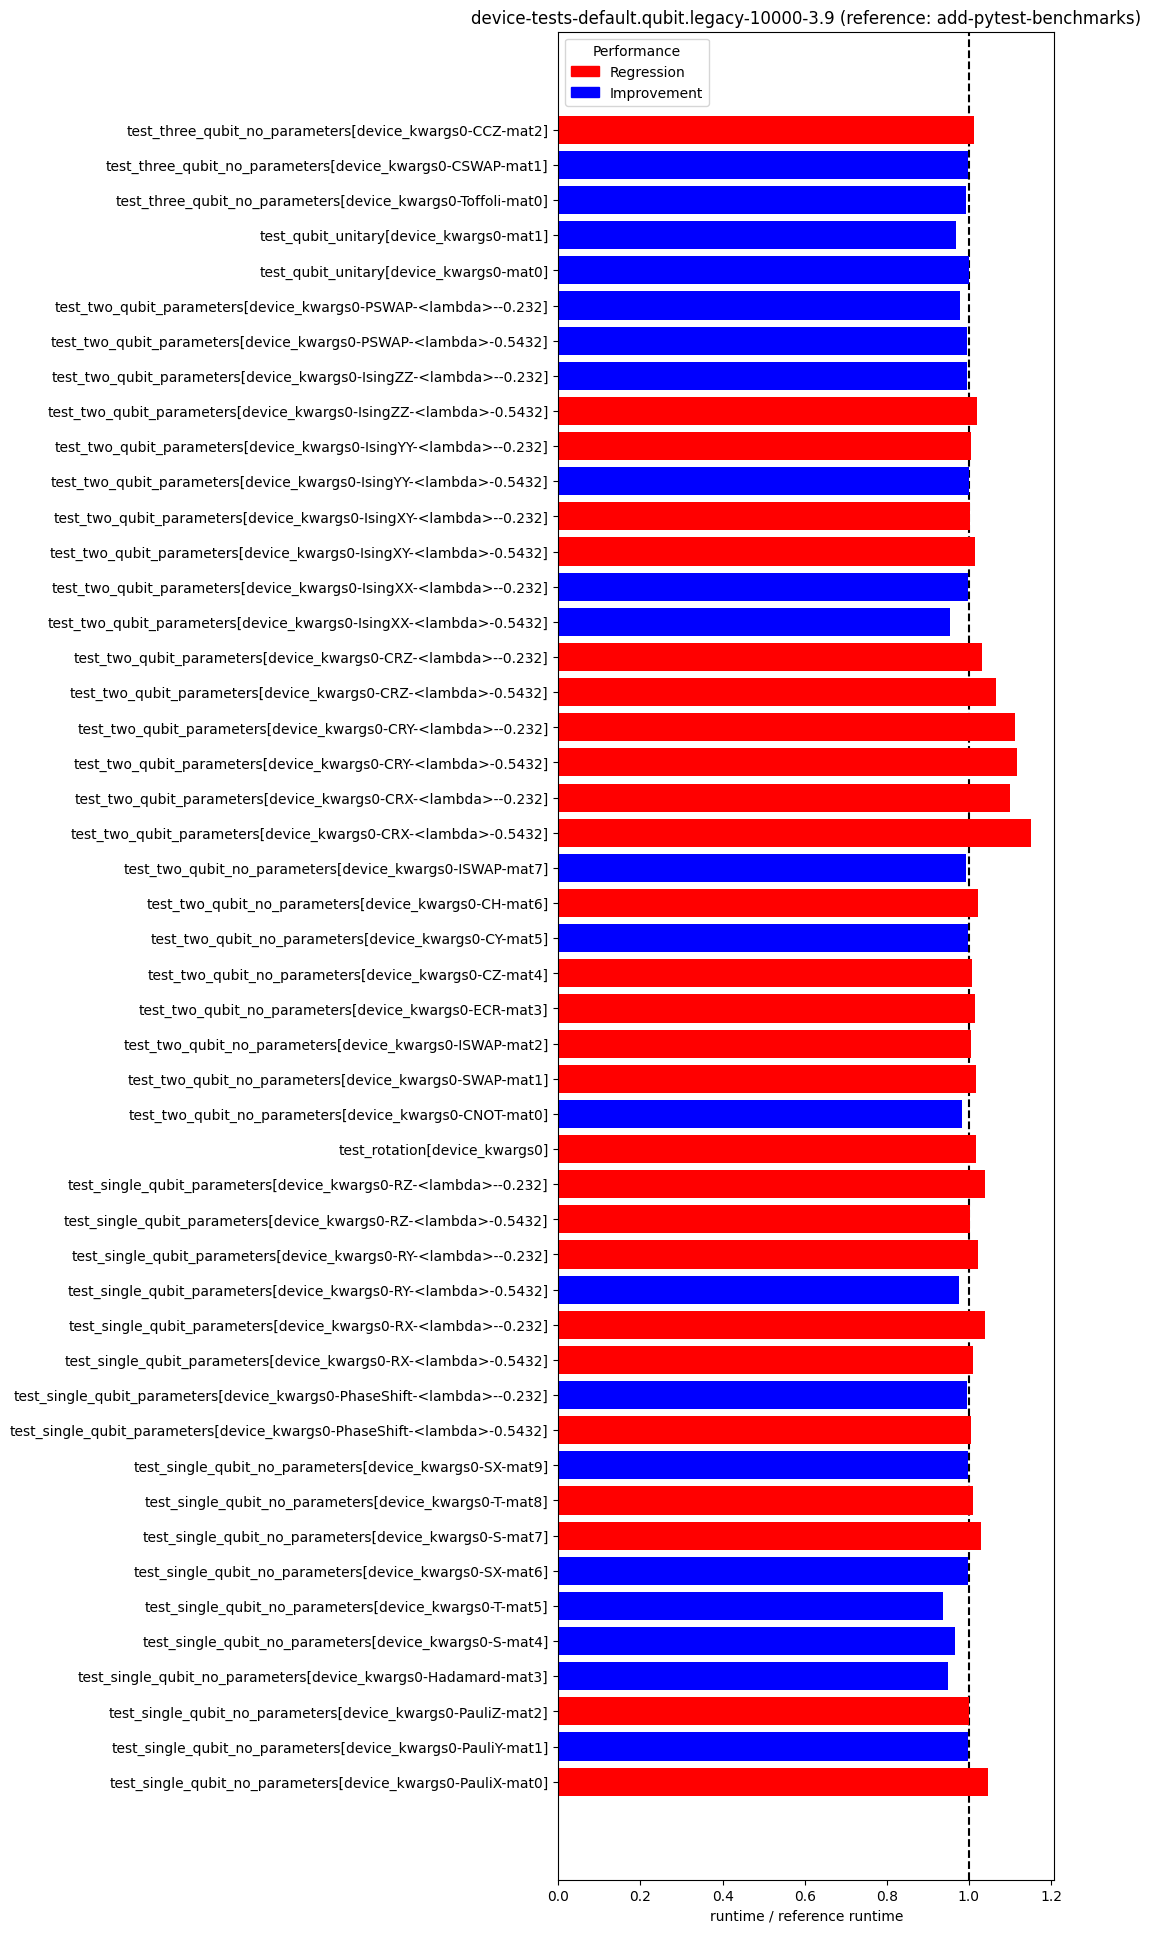 device-tests-default.qubit.legacy-10000-3.9 (reference: add-pytest-benchmarks)
Performance
Regression
Improvement
test_three_qubit_no_parameters[device_kwargs0-CCZ-mat2]
test_three_qubit_no_parameters[device_kwargs0-CSWAP-mat1]
test_three_qubit_no_parameters[device_kwargs0-Toffoli-mat0]
test_qubit_unitary[device_kwargs0-mat1]
test_qubit_unitary[device_kwargs0-mat0]
test_two_qubit_parameters[device_kwargs0-PSWAP-<lambda>--0.232]
test_two_qubit_parameters[device_kwargs0-PSWAP-<lambda>-0.5432]
test_two_qubit_parameters[device_kwargs0-IsingZZ-<lambda>--0.232]
test_two_qubit_parameters[device_kwargs0-IsingZZ-<lambda>-0.5432]
test_two_qubit_parameters[device_kwargs0-IsingYY-<lambda>--0.232]
test_two_qubit_parameters[device_kwargs0-IsingYY-<lambda>-0.5432]
test_two_qubit_parameters[device_kwargs0-IsingXY-<lambda>--0.232]
test_two_qubit_parameters[device_kwargs0-IsingXY-<lambda>-0.5432]
test_two_qubit_parameters[device_kwargs0-IsingXX-<lambda>--0.232]
test_two_qubit_parameters[device_kwargs0-IsingXX-<lambda>-0.5432]
test_two_qubit_parameters[device_kwargs0-CRZ-<lambda>--0.232]
test_two_qubit_parameters[device_kwargs0-CRZ-<lambda>-0.5432]
test_two_qubit_parameters[device_kwargs0-CRY-<lambda>--0.232]
test_two_qubit_parameters[device_kwargs0-CRY-<lambda>-0.5432]
test_two_qubit_parameters[device_kwargs0-CRX-<lambda>--0.232]
test_two_qubit_parameters[device_kwargs0-CRX-<lambda>-0.5432]
test_two_qubit_no_parameters[device_kwargs0-ISWAP-mat7]
test_two_qubit_no_parameters[device_kwargs0-CH-mat6]
test_two_qubit_no_parameters[device_kwargs0-CY-mat5]
test_two_qubit_no_parameters[device_kwargs0-CZ-mat4]
test_two_qubit_no_parameters[device_kwargs0-ECR-mat3]
test_two_qubit_no_parameters[device_kwargs0-ISWAP-mat2]
test_two_qubit_no_parameters[device_kwargs0-SWAP-mat1]
test_two_qubit_no_parameters[device_kwargs0-CNOT-mat0]
test_rotation[device_kwargs0]
test_single_qubit_parameters[device_kwargs0-RZ-<lambda>--0.232]
test_single_qubit_parameters[device_kwargs0-RZ-<lambda>-0.5432]
test_single_qubit_parameters[device_kwargs0-RY-<lambda>--0.232]
test_single_qubit_parameters[device_kwargs0-RY-<lambda>-0.5432]
test_single_qubit_parameters[device_kwargs0-RX-<lambda>--0.232]
test_single_qubit_parameters[device_kwargs0-RX-<lambda>-0.5432]
test_single_qubit_parameters[device_kwargs0-PhaseShift-<lambda>--0.232]
test_single_qubit_parameters[device_kwargs0-PhaseShift-<lambda>-0.5432]
test_single_qubit_no_parameters[device_kwargs0-SX-mat9]
test_single_qubit_no_parameters[device_kwargs0-T-mat8]
test_single_qubit_no_parameters[device_kwargs0-S-mat7]
test_single_qubit_no_parameters[device_kwargs0-SX-mat6]
test_single_qubit_no_parameters[device_kwargs0-T-mat5]
test_single_qubit_no_parameters[device_kwargs0-S-mat4]
test_single_qubit_no_parameters[device_kwargs0-Hadamard-mat3]
test_single_qubit_no_parameters[device_kwargs0-PauliZ-mat2]
test_single_qubit_no_parameters[device_kwargs0-PauliY-mat1]
test_single_qubit_no_parameters[device_kwargs0-PauliX-mat0]
0.0 0.2 0.4 0.6 0.8 1.0 1.2
runtime / reference runtime